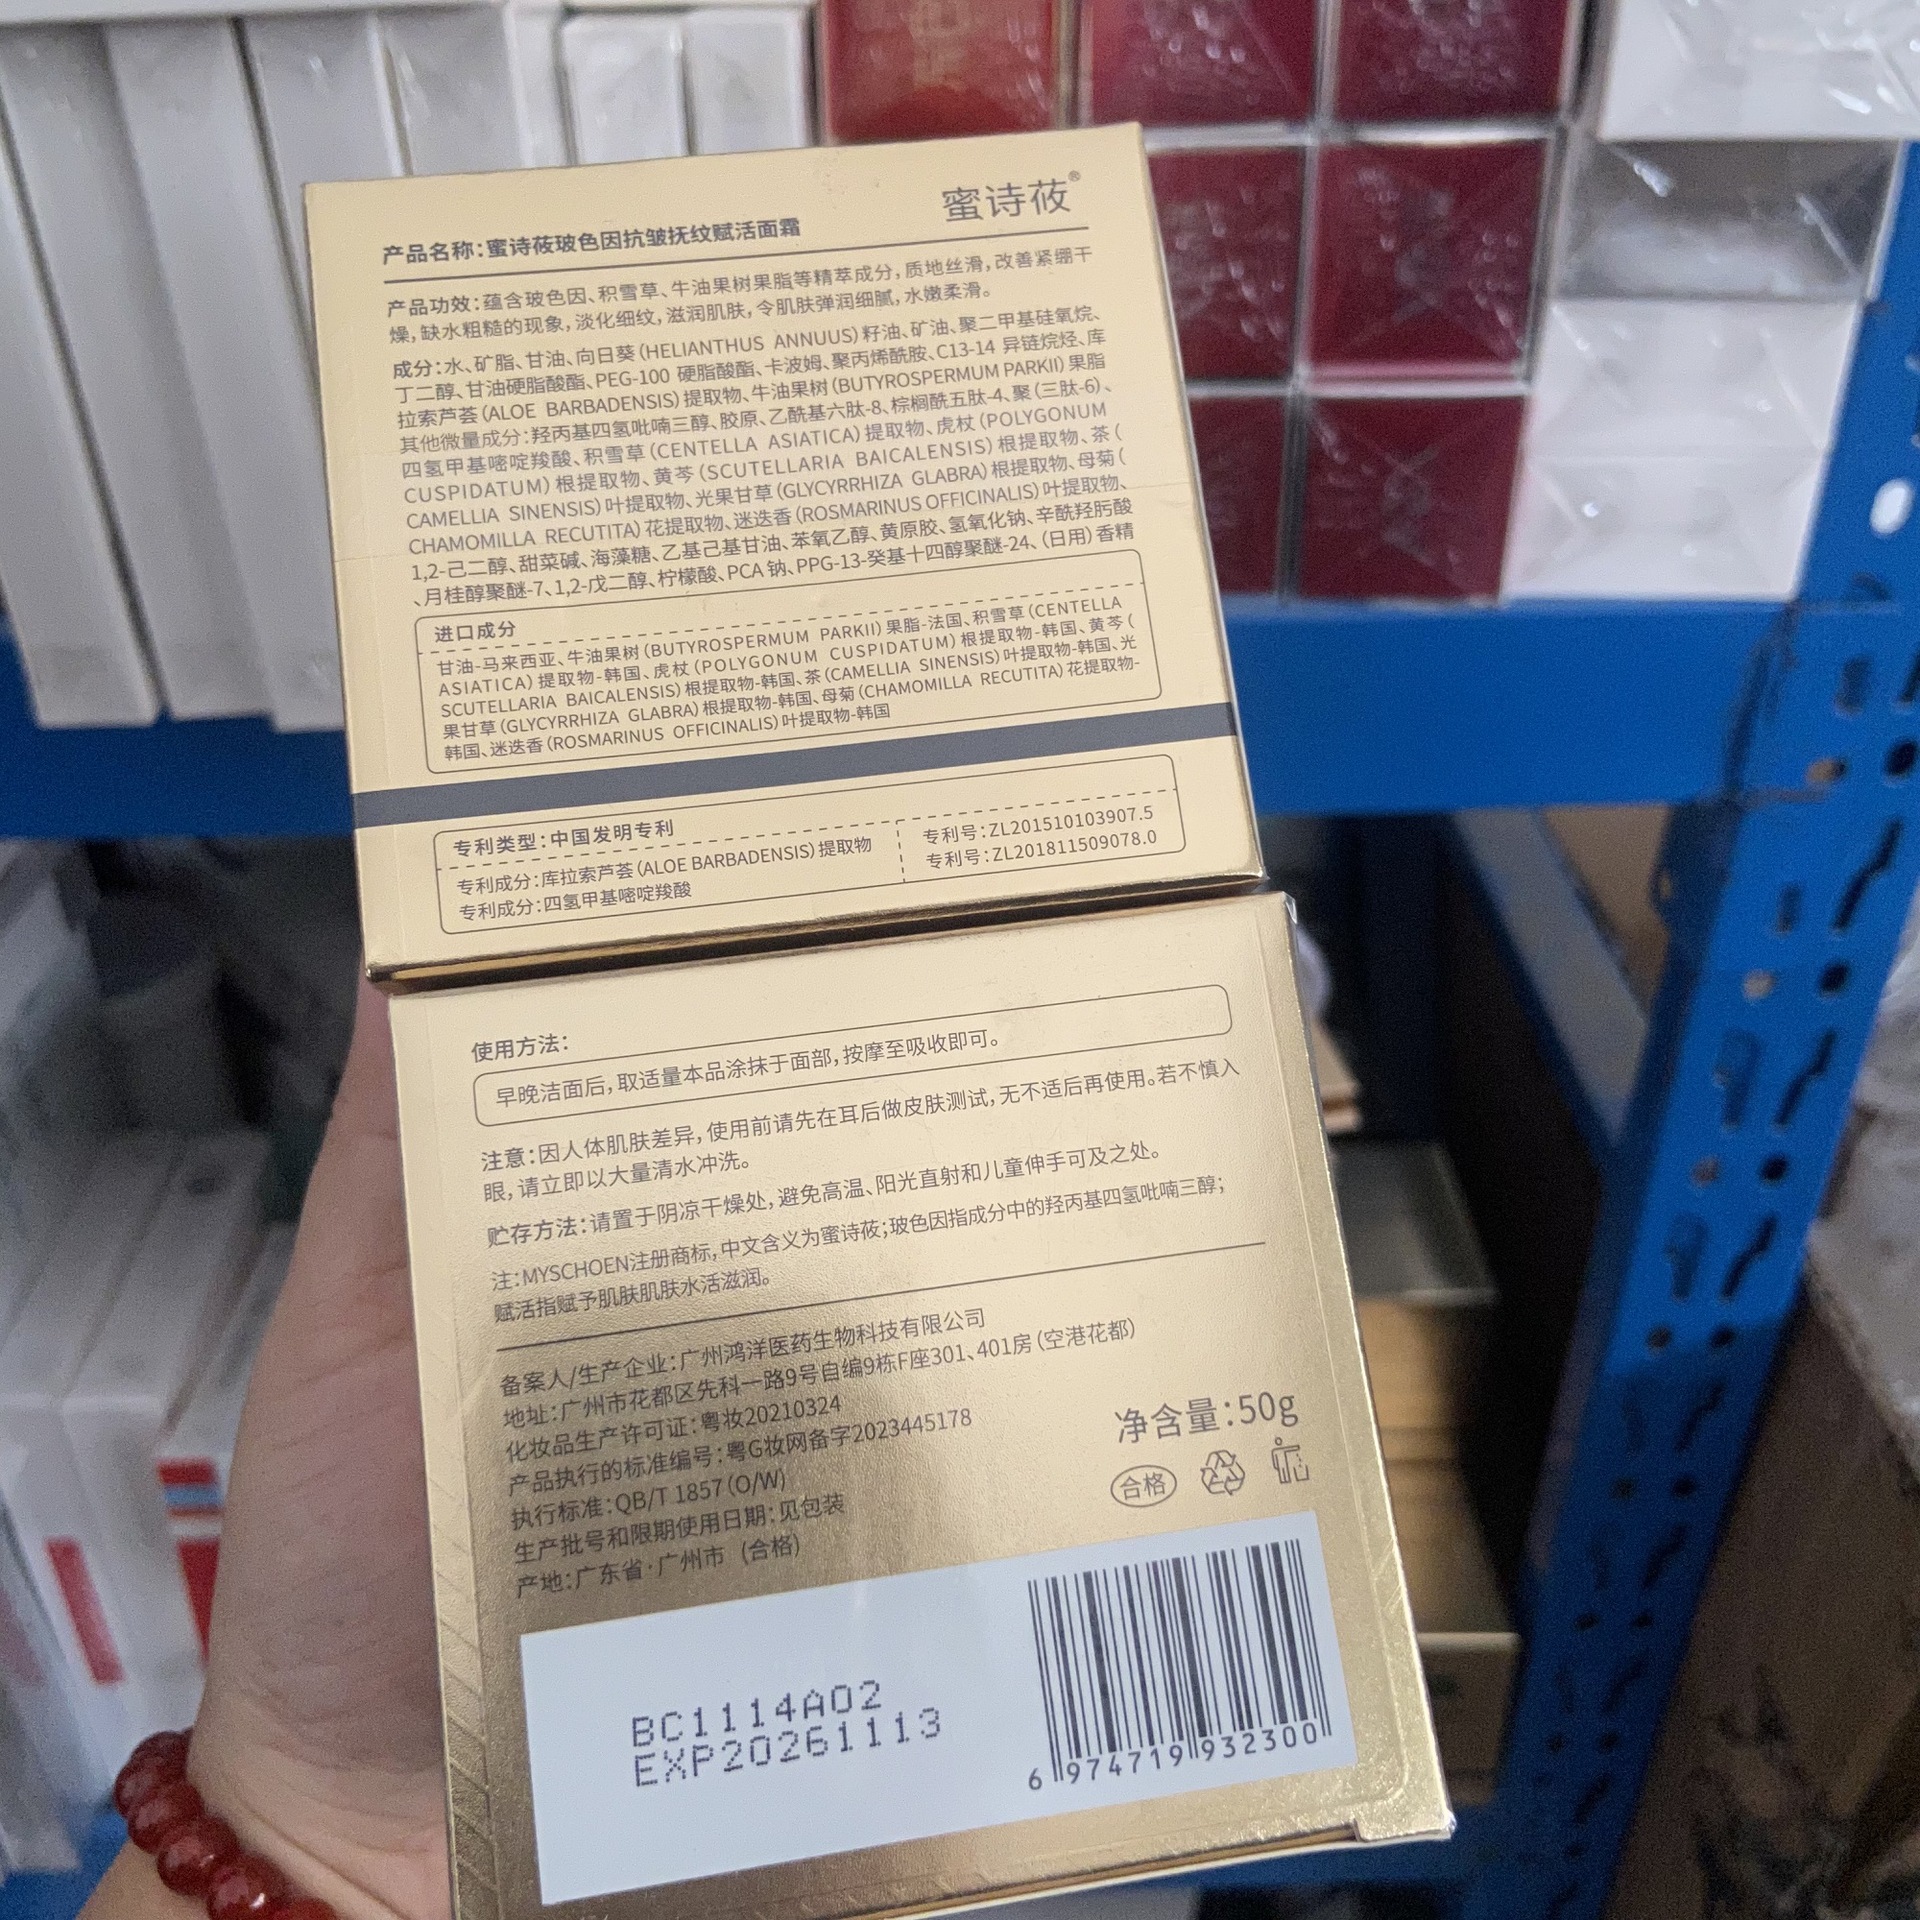 蜜诗莜®
产品名称：蜜诗莜玻色因抗皱抚纹赋活面霜
产品功效：蕴含玻色因、积雪草、牛油果树果脂等精萃成分，质地丝滑，改善紧绷干
燥，缺水粗糙的现象，淡化细纹，滋润肌肤，令肌肤弹润细腻，水嫩柔滑。
成分：水、矿脂、甘油、向日葵（HELIANTHUS ANNUUS）籽油、矿油、聚二甲基硅氧烷、
丁二醇、甘油硬脂酸酯、PEG-100 硬脂酸酯、卡波姆、聚丙烯酰胺、C13-14 异链烷烃、库
拉索芦荟（ALOE BARBADENSIS）提取物、牛油果树（BUTYROSPERMUM PARKII）果脂
其他微量成分：羟丙基四氢吡喃三醇、胶原、乙酰基六肽-8、棕榈酰五肽-4、聚（三肽-6）、
四氢甲基嘧啶羧酸、积雪草（CENTELLA ASIATICA）提取物、虎杖（POLYGONUM
CUSPIDATUM）根提取物、黄芩（SCUTELLARIA BAICALENSIS）根提取物、茶（
CAMELLIA SINENSIS）叶提取物、光果甘草（GLYCYRRHIZA GLABRA）根提取物、母菊（
CHAMOMILLA RECUTITA）花提取物、迷迭香（ROSMARINUS OFFICINALIS）叶提取物、
1,2-己二醇、甜菜碱、海藻糖、乙基己基甘油、苯氧乙醇、黄原胶、氢氧化钠、辛酰羟肟酸
、月桂醇聚醚-7、1,2-戊二醇、柠檬酸、PCA 钠、PPG-13-癸基十四醇聚醚-24、（日用）香精
进口成分
甘油-马来西亚、牛油果树（BUTYROSPERMUM PARKII）果脂-法国、积雪草（CENTELLA
ASIATICA）提取物-韩国、虎杖（POLYGONUM CUSPIDATUM）根提取物-韩国、黄芩（
SCUTELLARIA BAICALENSIS）根提取物-韩国、茶（CAMELLIA SINENSIS）叶提取物-韩国、光
果甘草（GLYCYRRHIZA GLABRA）根提取物-韩国、母菊（CHAMOMILLA RECUTITA）花提取物-
韩国、迷迭香（ROSMARINUS OFFICINALIS）叶提取物-韩国
专利类型：中国发明专利
专利成分：库拉索芦荟（ALOE BARBADENSIS）提取物 专利号：ZL201510103907.5
专利成分：四氢甲基嘧啶羧酸 专利号：ZL201811509078.0
使用方法：
早晚洁面后，取适量本品涂抹于面部，按摩至吸收即可。
注意：因人体肌肤差异，使用前请先在耳后做皮肤测试，无不适后再使用。若不慎入
眼，请立即以大量清水冲洗。
贮存方法：请置于阴凉干燥处，避免高温、阳光直射和儿童伸手可及之处。
注：MYSCHOEN注册商标，中文含义为蜜诗莜；玻色因指成分中的羟丙基四氢吡喃三醇；
赋活指赋予肌肤肌肤水活滋润。
备案人/生产企业：广州鸿洋医药生物科技有限公司
地址：广州市花都区先科一路9号自编9栋F座301、401房（空港花都）
化妆品生产许可证：粤妆20210324
产品执行的标准编号：粤G妆网备字2023445178
执行标准：QB/T 1857（O/W）
生产批号和限期使用日期：见包装
产地：广东省·广州市（合格）
净含量：50g
合格
BC1114A02
EXP20261113
6 974719 932300